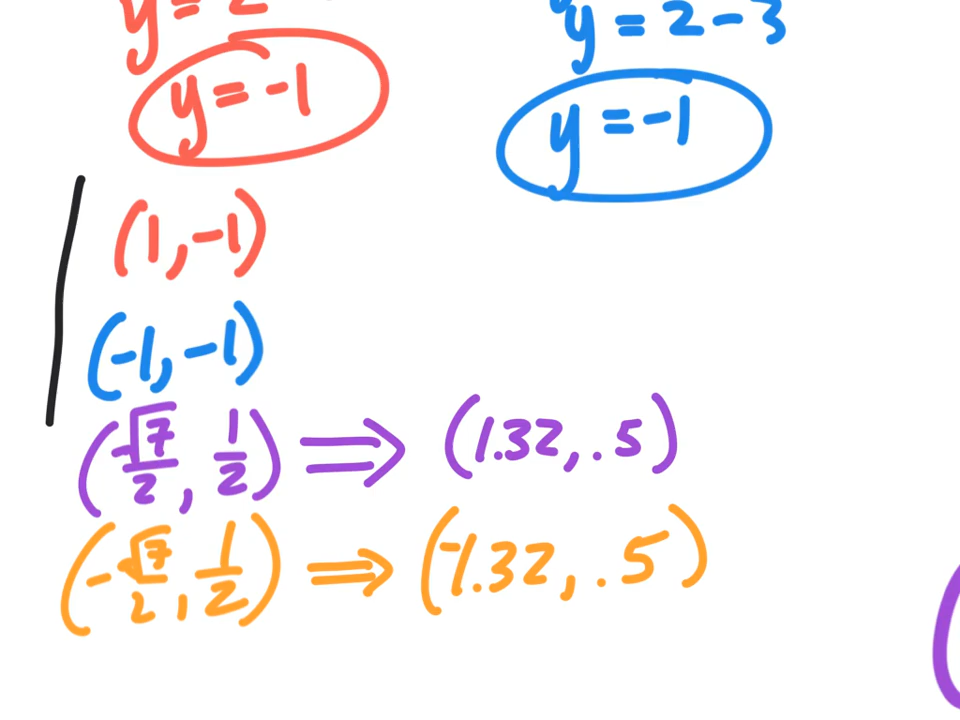 y = 2
y = 2 - 3
y = -1
y = -1
(1, -1)
(-1, -1)
(√7/2, 1/2) ⇒ (1.32, .5)
(-√7/2, 1/2) ⇒ (-1.32, .5)